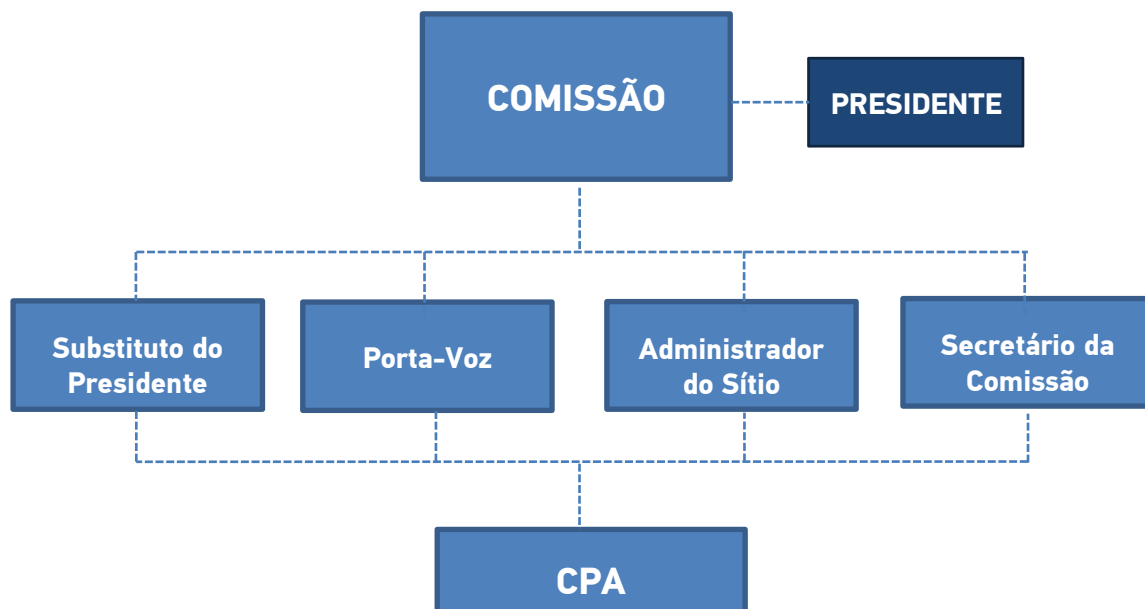 COMISSÃO
PRESIDENTE
Substituto do
Presidente
Porta-Voz
Administrador
do Sítio
Secretário da
Comissão
CPA